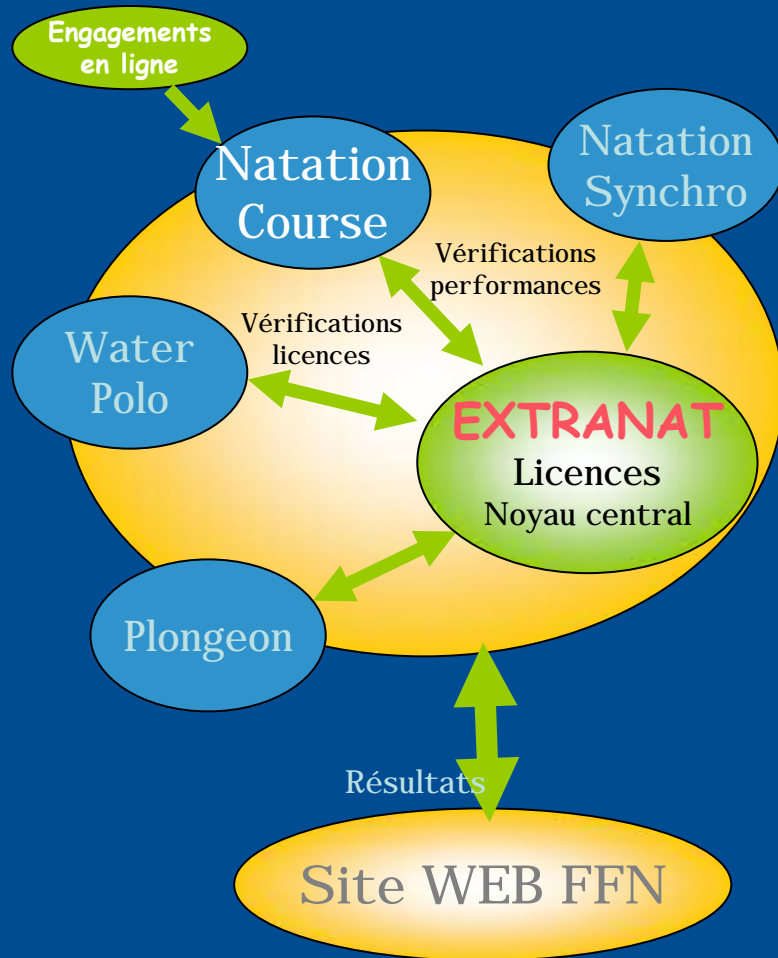 Engagements
en ligne
Natation
Course
Natation
Synchro
Vérifications
performances
Vérifications
licences
Water
Polo
EXTRANAT
Licences
Noyau central
Plongeon
Résultats
Site WEB FFN